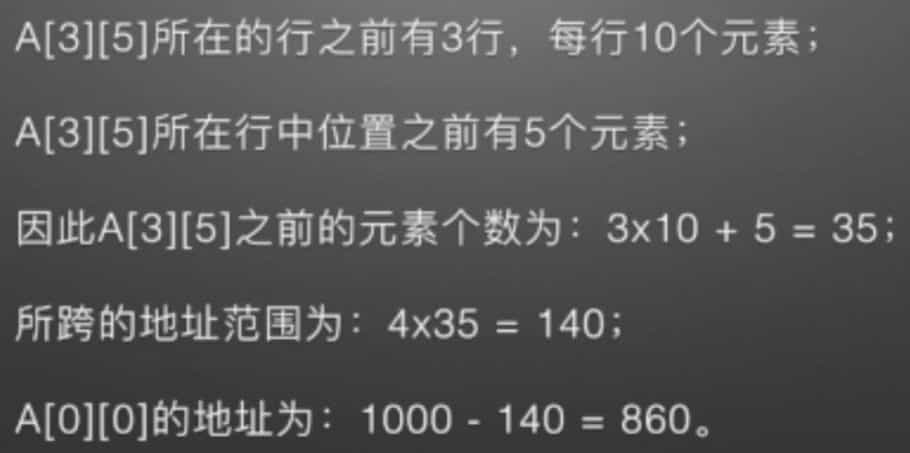 A[3][5]所在的行之前有3行，每行10个元素；
A[3][5]所在行中位置之前有5个元素；
因此A[3][5]之前的元素个数为：3x10 + 5 = 35；
所跨的地址范围为：4x35 = 140；
A[0][0]的地址为：1000 - 140 = 860。